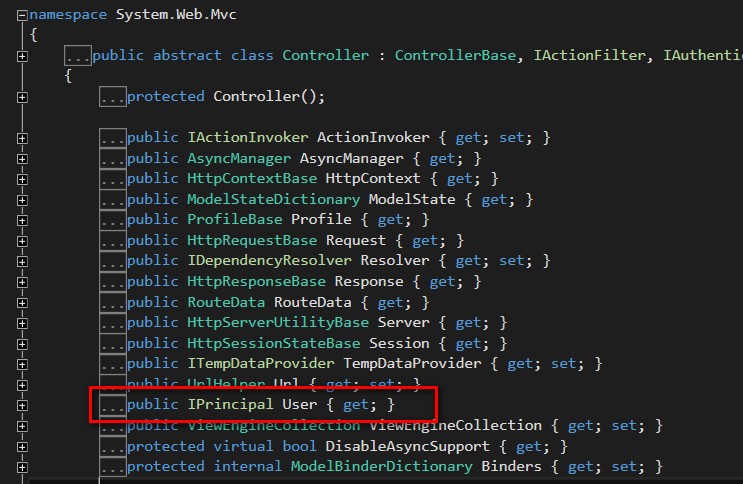 namespace System.Web.Mvc
{
...public abstract class Controller : ControllerBase, IActionFilter, IAuthenti
{
...protected Controller();
...public IActionInvoker ActionInvoker { get; set; }
...public AsyncManager AsyncManager { get; }
...public HttpContextBase HttpContext { get; }
...public ModelStateDictionary ModelState { get; }
...public ProfileBase Profile { get; }
...public HttpRequestBase Request { get; }
...public IDependencyResolver Resolver { get; set; }
...public HttpResponseBase Response { get; }
...public RouteData RouteData { get; }
...public HttpServerUtilityBase Server { get; }
...public HttpSessionStateBase Session { get; }
...public ITempDataProvider TempDataProvider { get; set; }
...public UrlHelper Url { get; set; }
...public IPrincipal User { get; }
...public ViewEngineCollection ViewEngineCollection { get; set; }
...protected virtual bool DisableAsyncSupport { get; }
...protected internal ModelBinderDictionary Binders { get; set; }